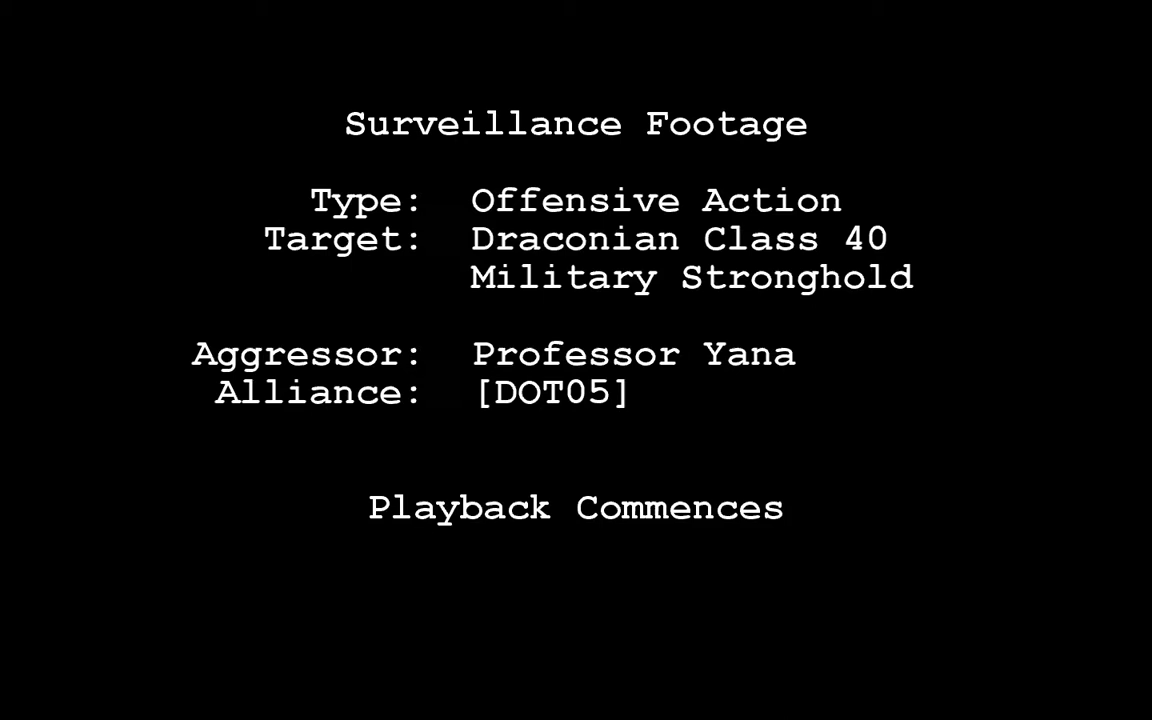 Surveillance Footage
Type: Offensive Action
Target: Draconian Class 40
Military Stronghold
Aggressor: Professor Yana
Alliance: [DOT05]
Playback Commences